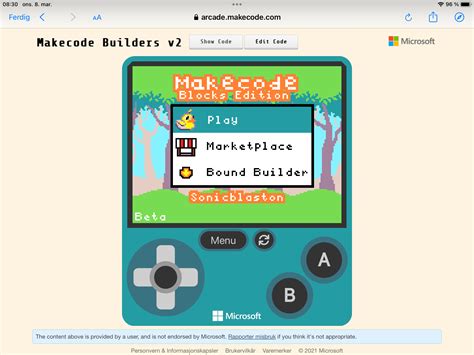 08:30 ons. 8. mar.
96 %
Ferdig
AA
arcade.makecode.com
Makecode Builders v2
Show Code
Edit Code
Microsoft
Makecode
Blocks Edition
Play
Marketplace
Bound Builder
Sonicblaston
Beta
Menu
A
B
Microsoft
The content above is provided by a user, and is not endorsed by Microsoft. Rapporter misbruk if you think it's not appropriate.
Personvern & Informasjonskapsler Brukervilkår Varemerker © 2021 Microsoft